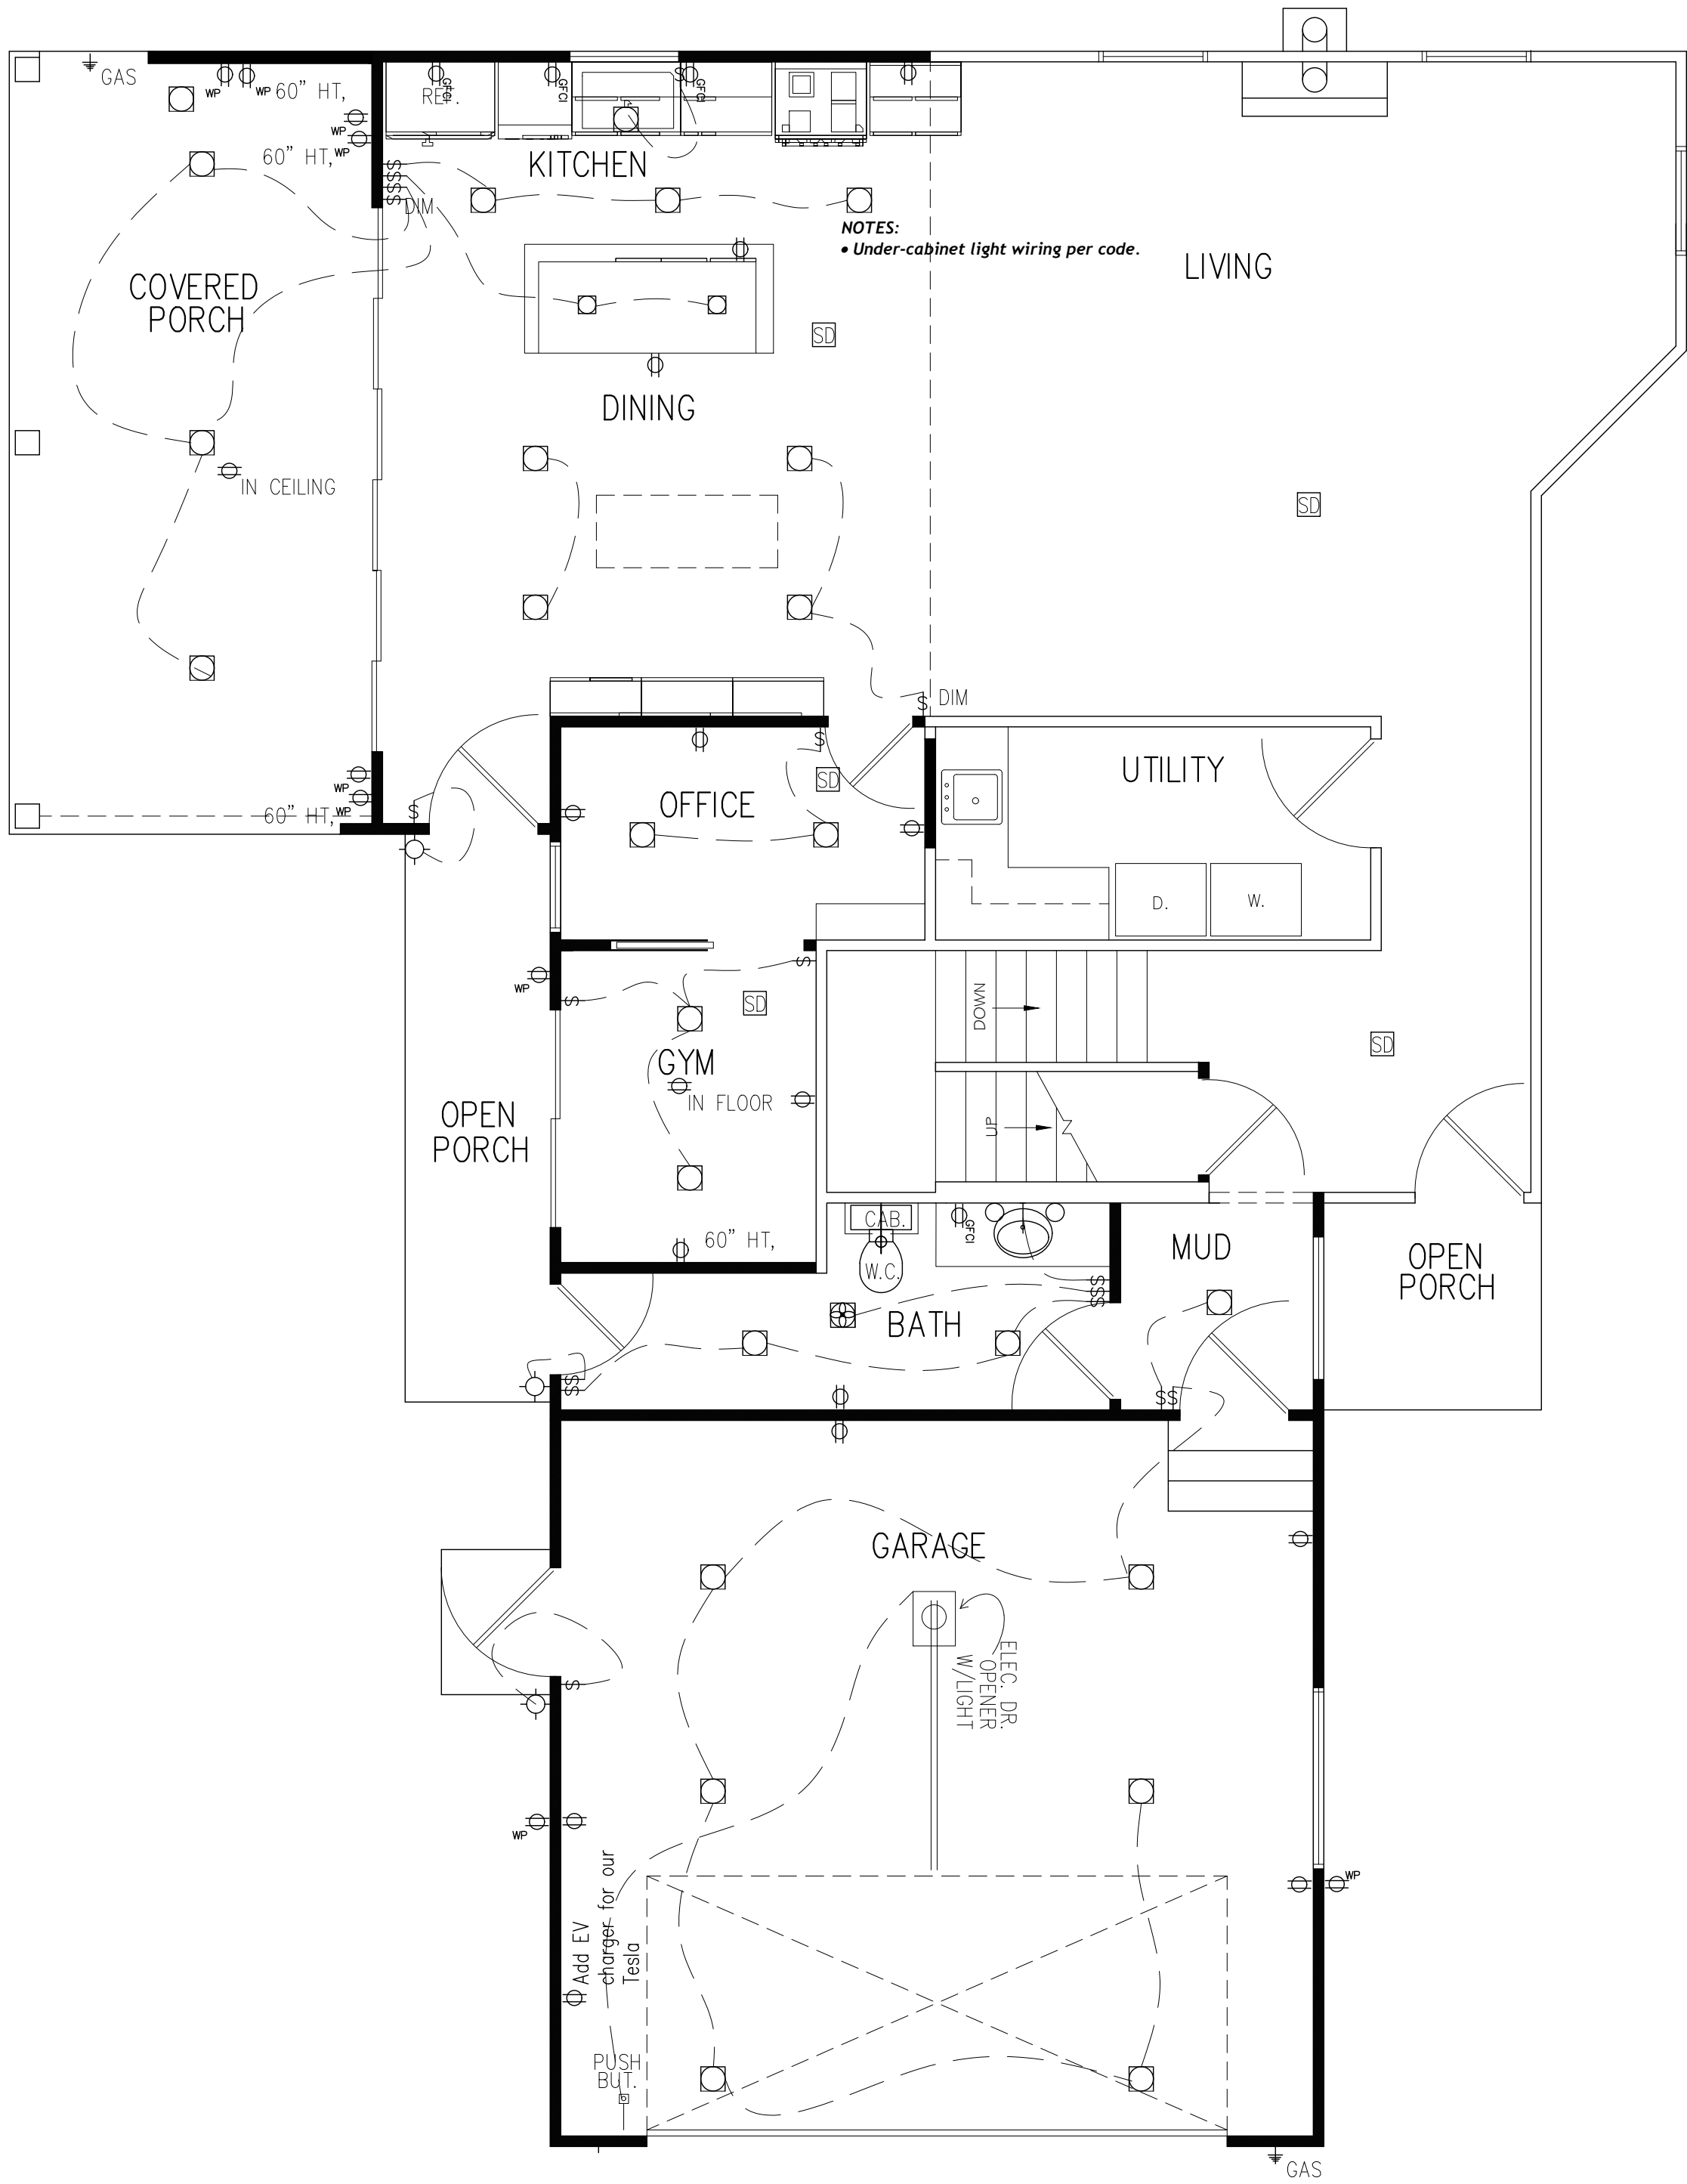 GAS
WP
WP
60" HT,
WP
60" HT,
WP
REF.
GFCI
GFCI
S
GFCI
KITCHEN
S
S
S
S
DIM
NOTES:
• Under-cabinet light wiring per code.
LIVING
COVERED
PORCH
SD
DINING
IN CEILING
SD
S
DIM
S
SD
UTILITY
OFFICE
WP
60" HT,
WP
S
D.
W.
S
WP
S
SD
DOWN
SD
GYM
IN FLOOR
OPEN
PORCH
UP
60" HT,
CAB.
GFCI
W.C.
MUD
OPEN
PORCH
S
S
S
BATH
S
S
SS
GARAGE
ELEC. DR.
OPENER
W/LIGHT
S
WP
WP
Add EV
charger for our
Tesla
PUSH
BUT.
GAS